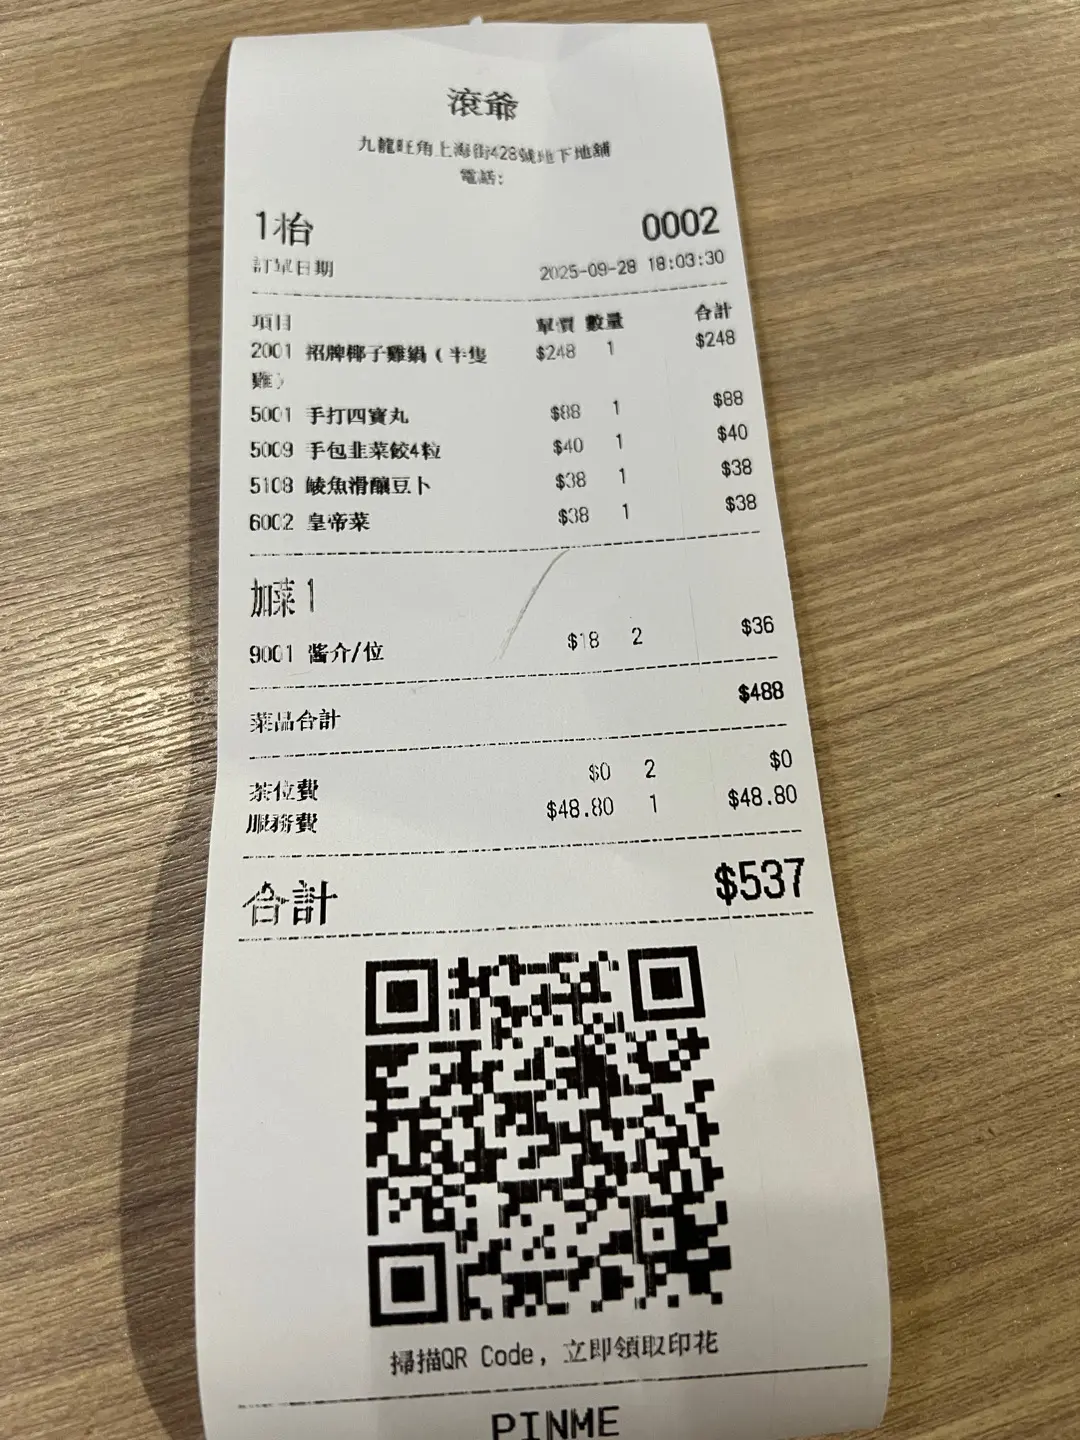 滾爺
九龍旺角上海街428號地下地舖
電話:
1枱 0002
訂單日期 2025-09-28 18:03:30
項目 單價 數量 合計
2001 招牌椰子雞鍋(半隻 $248 1 $248
雞)
5001 手打四寶丸 $88 1 $88
5009 手包韭菜餃4粒 $40 1 $40
5108 鯪魚滑釀豆卜 $38 1 $38
6002 皇帝菜 $38 1 $38
加菜 1
9001 醬介/位 $18 2 $36
菜品合計 $488
茶位費 $0 2 $0
服務費 $48.80 1 $48.80
合計 $537
掃描QR Code, 立即領取印花
PINME